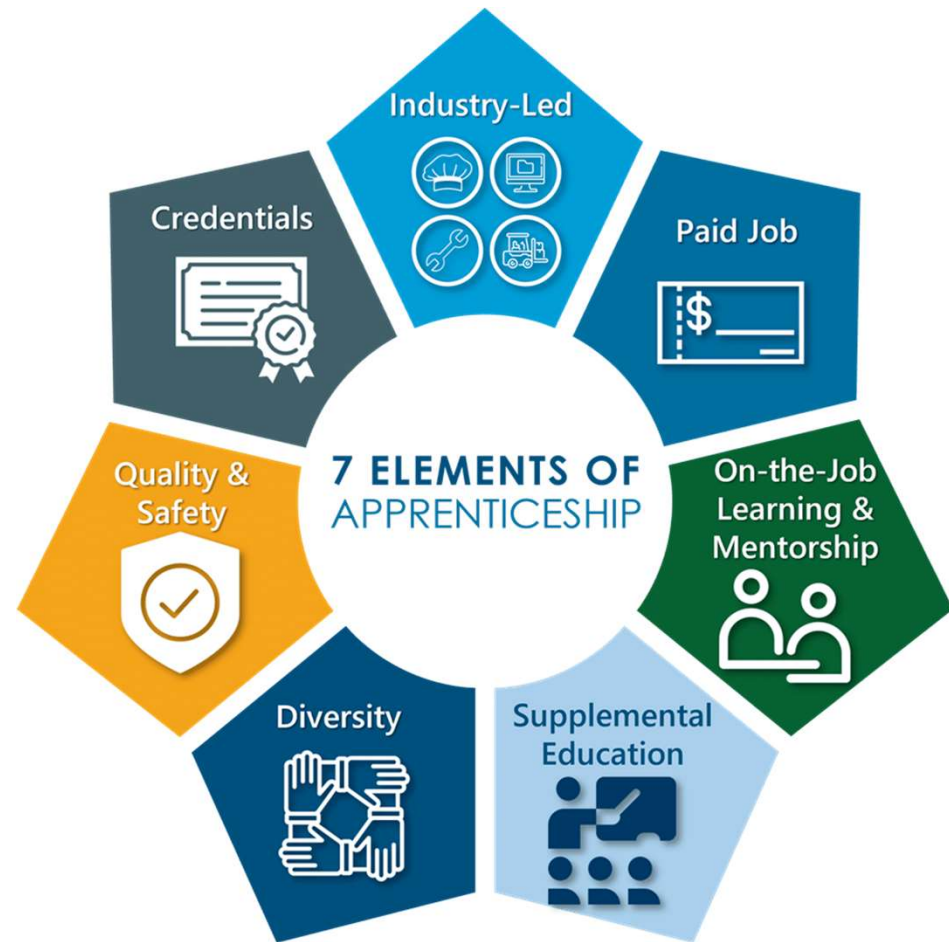 7 ELEMENTS OF
APPRENTICESHIP
Industry-Led
Paid Job
$
On-the-Job
Learning &
Mentorship
Supplemental
Education
Diversity
Quality &
Safety
Credentials